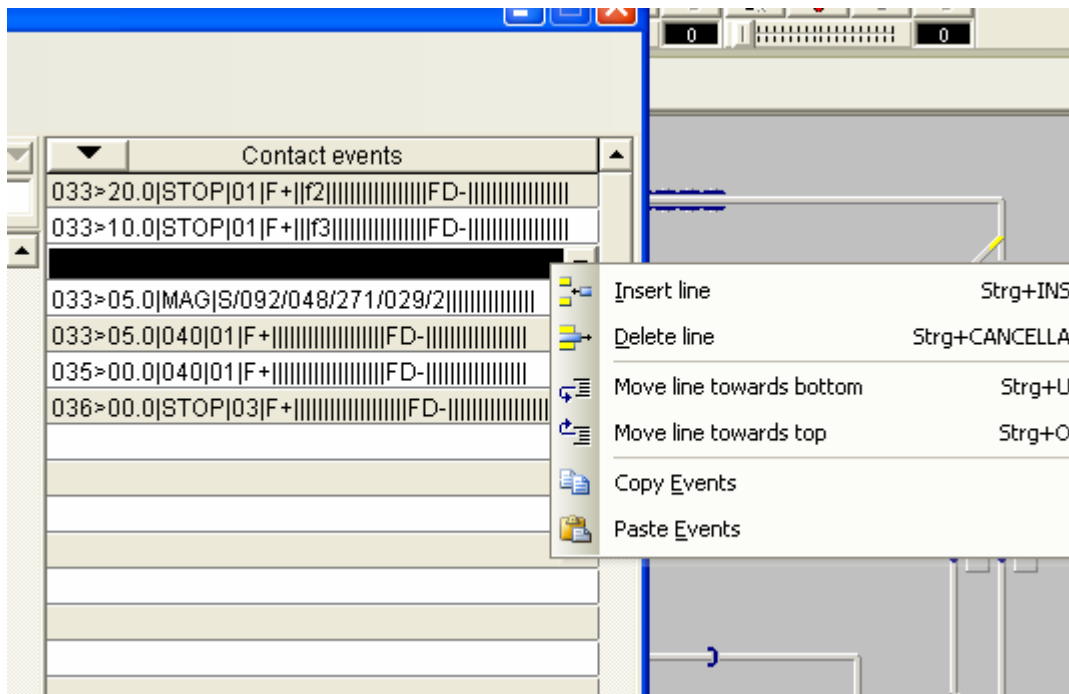 0 0
Contact events
033>20.0|STOP|01|F+||f2|||||||||||||||||FD-|||||||||||||||||
033>10.0|STOP|01|F+|||f3||||||||||||||||FD-|||||||||||||||||
033>05.0|MAG|S/092/048/271/029/2|||||||||||||||
033>05.0|040|01|F+|||||||||||||||||||FD-|||||||||||||||||
035>00.0|040|01|F+|||||||||||||||||||FD-|||||||||||||||||
036>00.0|STOP|03|F+|||||||||||||||||||FD-|||||||||||||||||
Insert line Strg+INS
Delete line Strg+CANCELLA
Move line towards bottom Strg+U
Move line towards top Strg+O
Copy Events
Paste Events